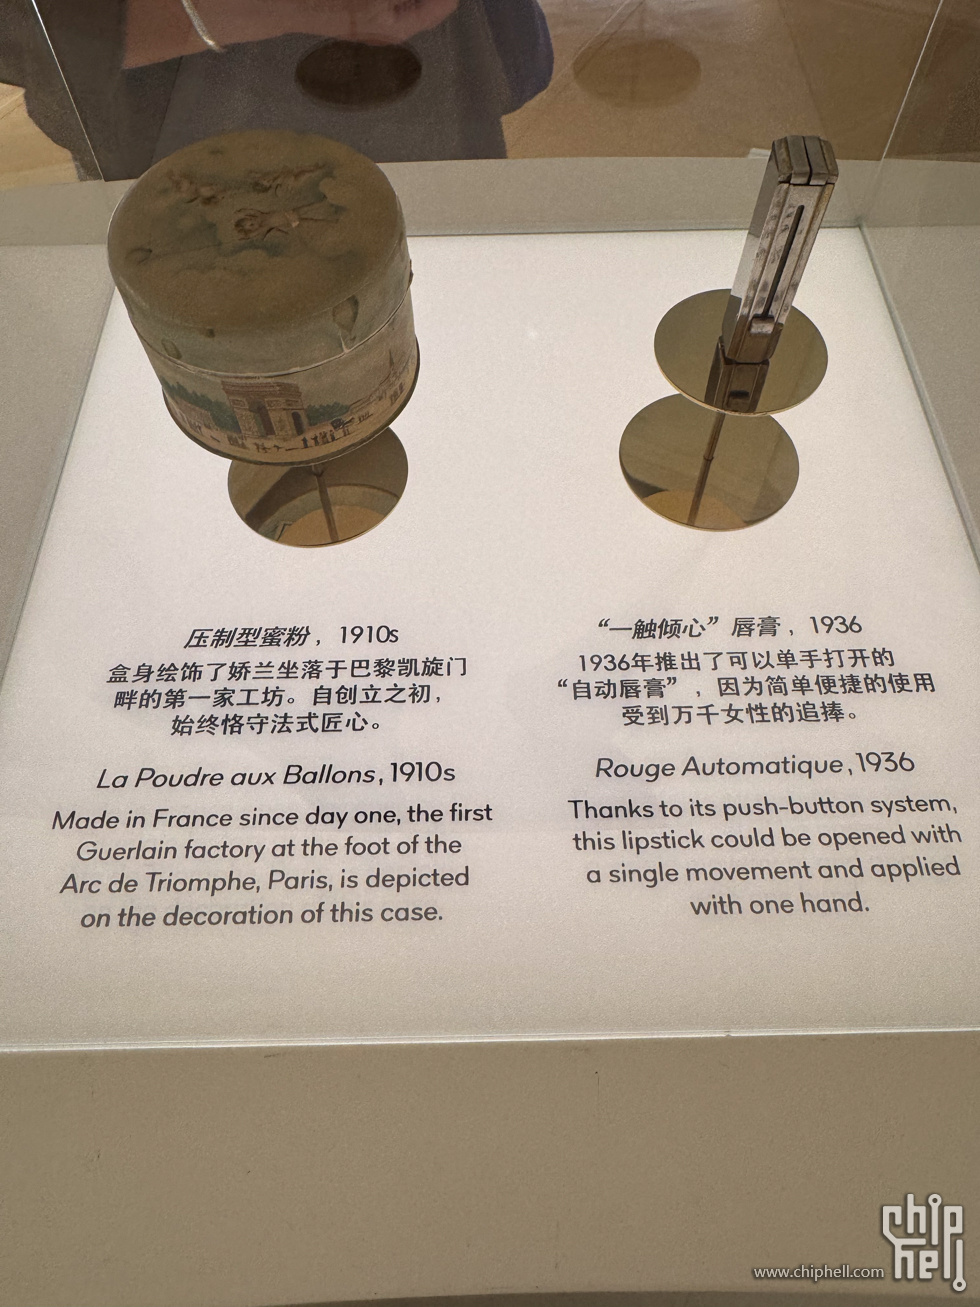 压制型蜜粉，1910s
盒身绘饰了娇兰坐落于巴黎凯旋门
畔的第一家工坊。自创立之初，
始终恪守法式匠心。
La Poudre aux Ballons, 1910s
Made in France since day one, the first
Guerlain factory at the foot of the
Arc de Triomphe, Paris, is depicted
on the decoration of this case.
“一触倾心”唇膏，1936
1936年推出了可以单手打开的
“自动唇膏”，因为简单便捷的使用
受到万千女性的追捧。
Rouge Automatique, 1936
Thanks to its push-button system,
this lipstick could be opened with
a single movement and applied
with one hand.
chip
hell
www.chiphell.com